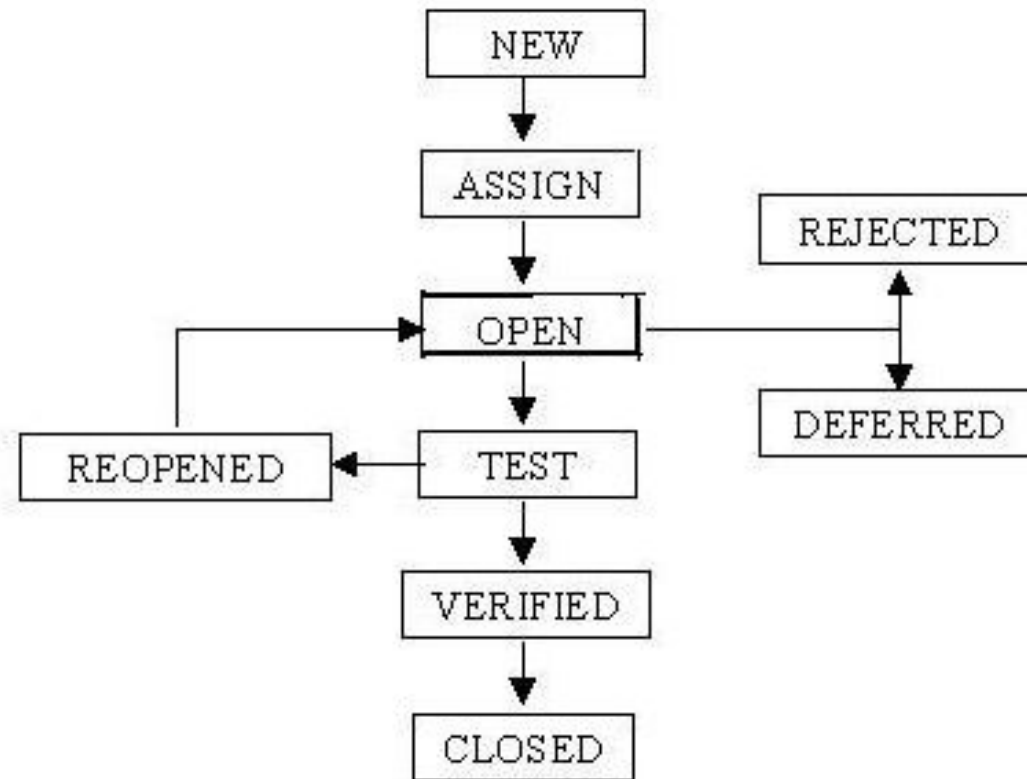 NEW
ASSIGN
REJECTED
OPEN
DEFERRED
REOPENED
TEST
VERIFIED
CLOSED